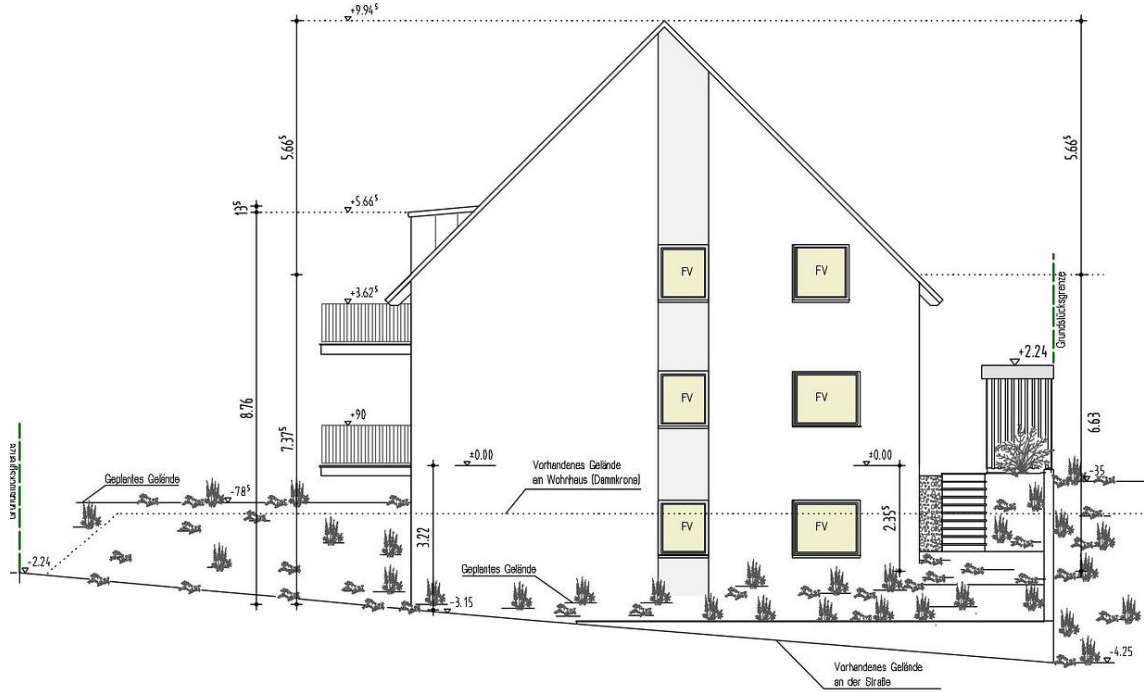 +9.94⁵
5.66⁵
5.66⁵
13⁵
+5.66⁵
+3.62⁵
FV
FV
Grundstücksgrenze
+2.24
8.76
7.37⁵
FV
FV
6.63
+90
±0.00
±0.00
Grundstücksgrenze
Geplantes Gelände
-78⁵
Vorhandenes Gelände
am Wohnhaus (Dammkrone)
-35
3.22
FV
FV
2.35⁵
-2.24
Geplantes Gelände
-3.15
-4.25
Vorhandenes Gelände
an der Straße